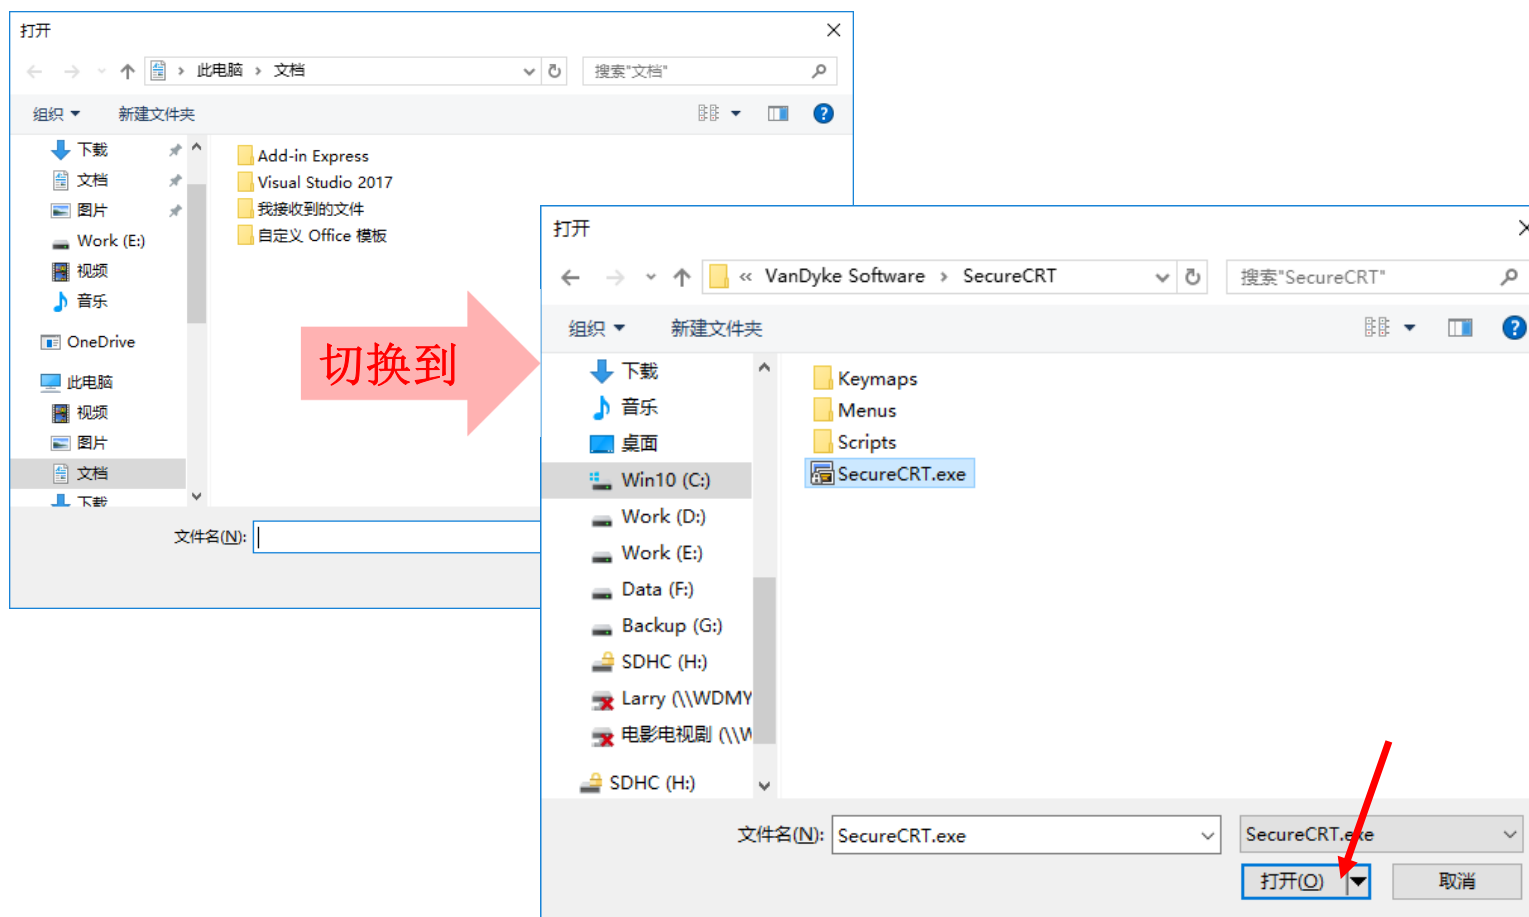 打开
此电脑 › 文档
搜索"文档"
组织
新建文件夹
下载
文档
图片
Work (E:)
视频
音乐
OneDrive
此电脑
视频
图片
文档
下载
Add-in Express
Visual Studio 2017
我接收到的文件
自定义 Office 模板
文件名(N):
切换到
打开
« VanDyke Software › SecureCRT
搜索"SecureCRT"
组织
新建文件夹
下载
音乐
桌面
Win10 (C:)
Work (D:)
Work (E:)
Data (F:)
Backup (G:)
SDHC (H:)
Larry (\\WDMY
电影电视剧 (\\W
SDHC (H:)
Keymaps
Menus
Scripts
SecureCRT.exe
文件名(N): SecureCRT.exe
SecureCRT.exe
打开(O)
取消